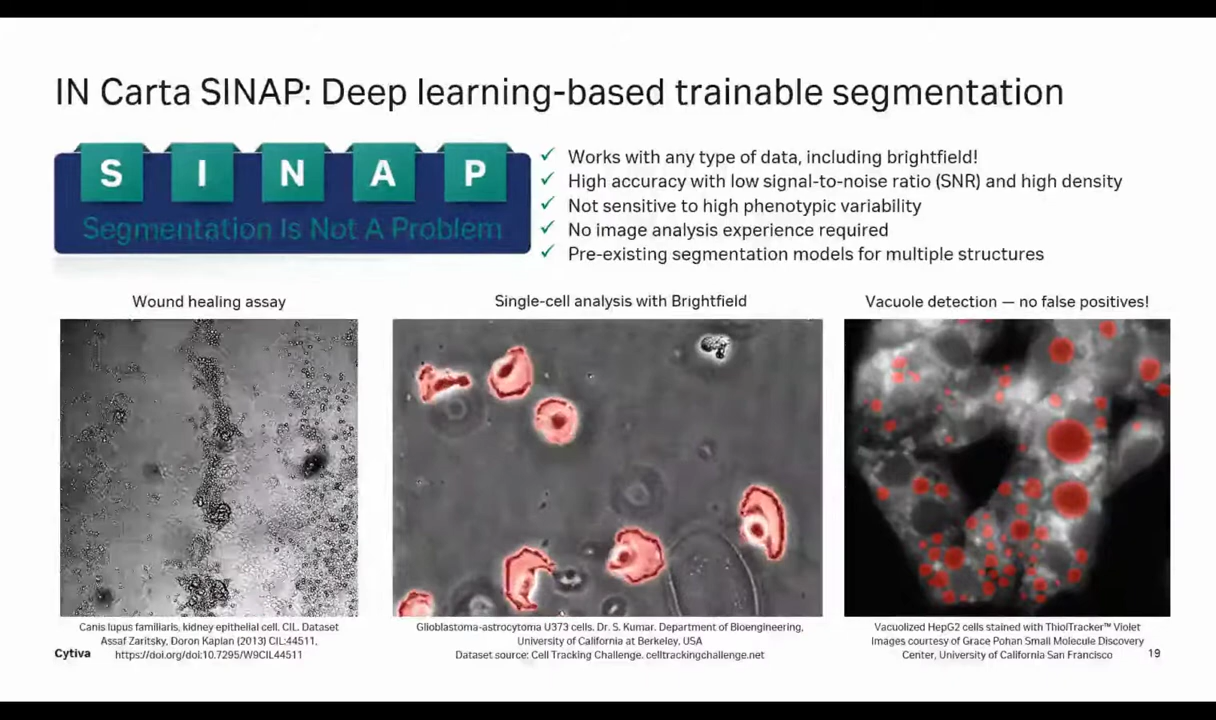 IN Carta SINAP: Deep learning-based trainable segmentation
S I N A P
Segmentation Is Not A Problem
✓ Works with any type of data, including brightfield!
✓ High accuracy with low signal-to-noise ratio (SNR) and high density
✓ Not sensitive to high phenotypic variability
✓ No image analysis experience required
✓ Pre-existing segmentation models for multiple structures
Wound healing assay
Canis lupus familiaris, kidney epithelial cell. CIL. Dataset
Assaf Zaritsky, Doron Kaplan (2013) CIL:44511,
https://doi.org/doi:10.7295/W9CIL44511
Single-cell analysis with Brightfield
Glioblastoma-astrocytoma U373 cells. Dr. S. Kumar. Department of Bioengineering,
University of California at Berkeley, USA
Dataset source: Cell Tracking Challenge. celltrackingchallenge.net
Vacuole detection — no false positives!
Vacuolized HepG2 cells stained with ThiolTracker™ Violet
Images courtesy of Grace Pohan Small Molecule Discovery
Center, University of California San Francisco
Cytiva
19